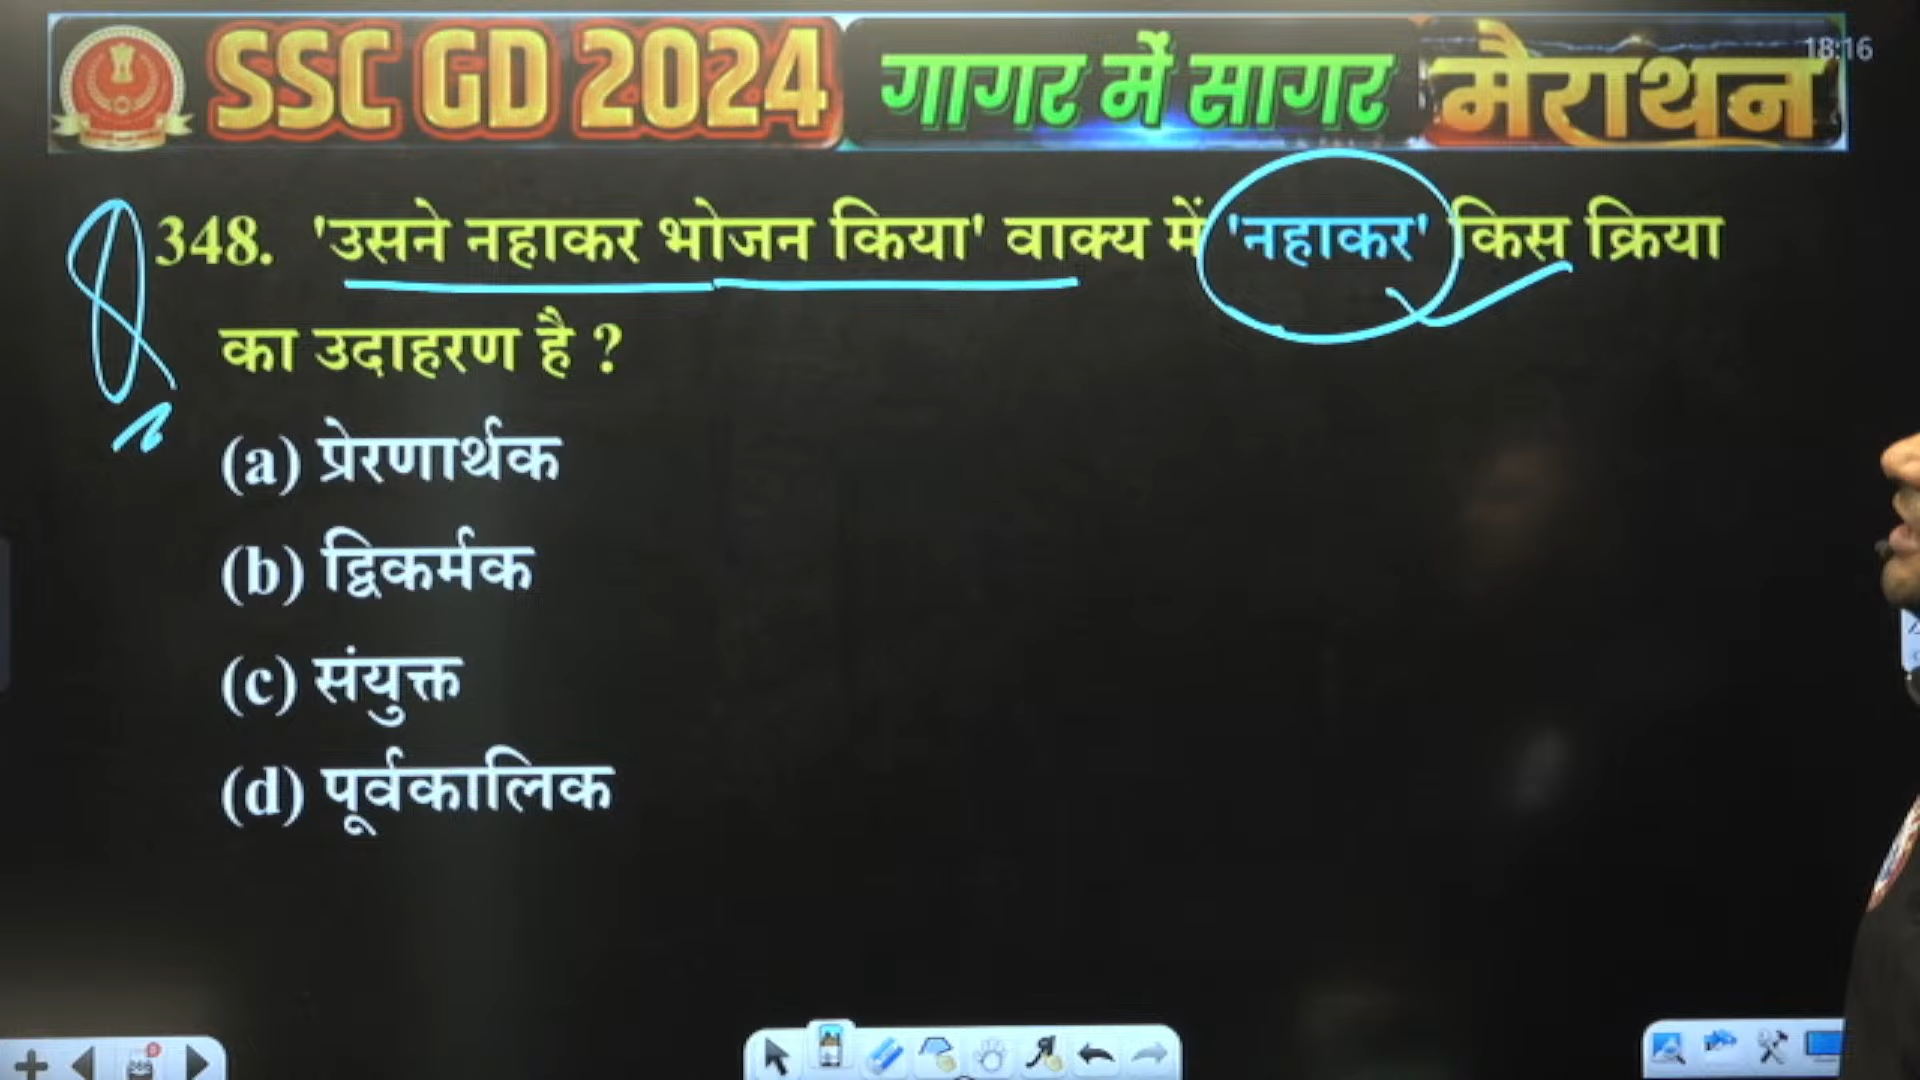 SSC GD 2024 गागर में सागर मैराथन
18:16
348. 'उसने नहाकर भोजन किया' वाक्य में 'नहाकर' किस क्रिया
का उदाहरण है ?
(a) प्रेरणार्थक
(b) द्विकर्मक
(c) संयुक्त
(d) पूर्वकालिक